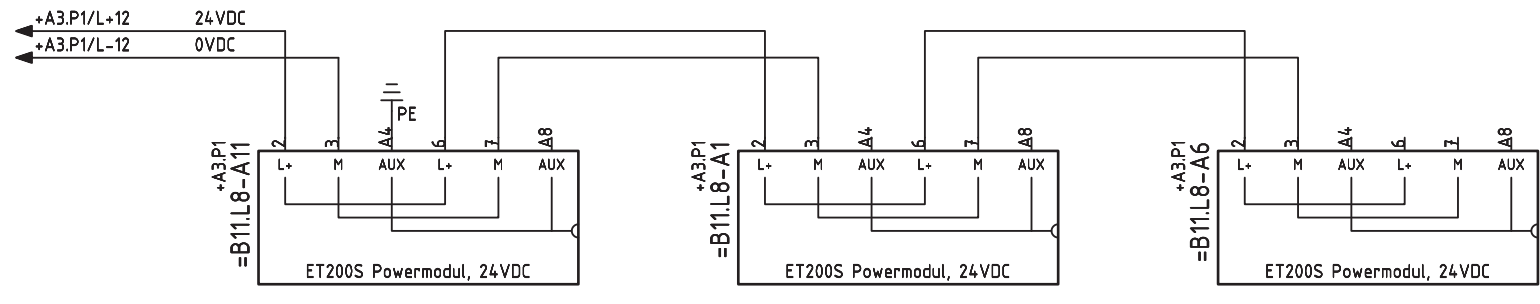 +A3.P1/L+12 24VDC
+A3.P1/L-12 0VDC
PE
2 3 A4 6 7 A8
+A3.P1
=B11.L8-A11
L+ M AUX L+ M AUX
ET200S Powermodul, 24VDC
2 3 A4 6 7 A8
+A3.P1
=B11.L8-A1
L+ M AUX L+ M AUX
ET200S Powermodul, 24VDC
2 3 A4 6 7 A8
+A3.P1
=B11.L8-A6
L+ M AUX L+ M AUX
ET200S Powermodul, 24VDC